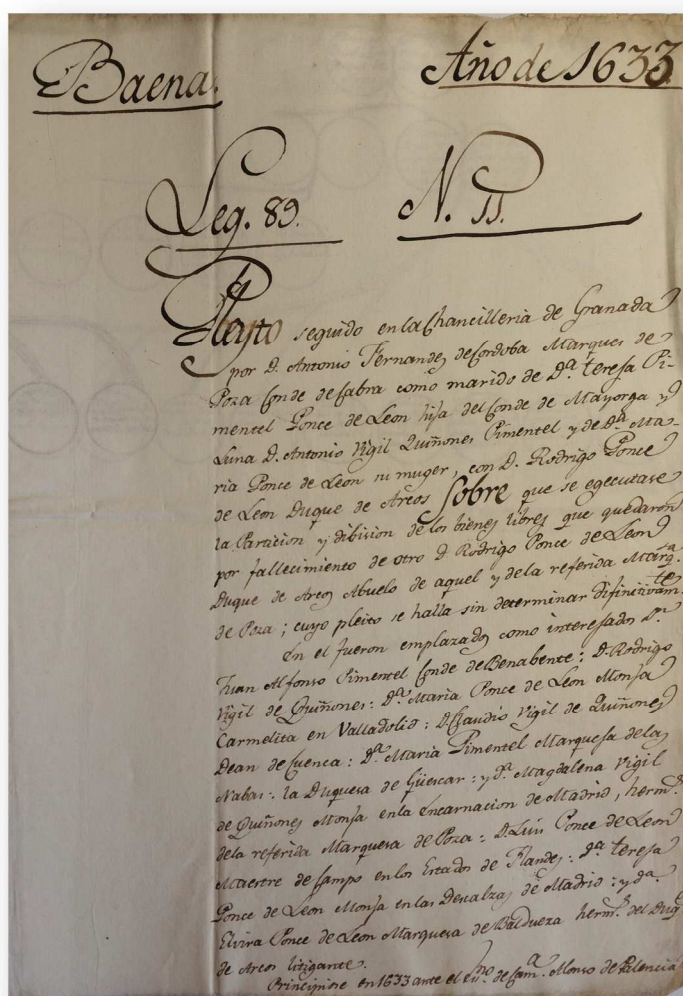 Baena. Año de 1633
Leg. 89. N. 11.
Pleyto seguido en la Chancilleria de Granada
por D. Antonio Fernandez de Cordoba Marques de
Poza Conde de Cabra como marido de Dª. teresa Pi-
mentel Ponce de Leon hija del Conde de Mayorga y
Luna D. Antonio Vigil Quiñones Pimentel y de Dª. Ma-
ria Ponce de Leon su muger, con D. Rodrigo Ponce
de Leon Duque de Arcos Sobre que se egecutase
la Particion y dibision de los bienes libres que quedaron
por fallecimiento de otro D Rodrigo Ponce de Leon
Duque de Arcos Abuelo de aquel y de la referida Marqª.
de Poza; cuyo pleito se halla sin determinar difinitivamte.
En el fueron emplazados como interesados Dn.
Juan Alfonso Pimentel Conde de Benabente: D. Rodrigo
Vigil de Quiñones: Dª. Maria Ponce de Leon Monja
Carmelita en Valladolid: D. Claudio Vigil de Quiñones
Dean de Cuenca: Dª. Maria Pimentel Marquesa de las
Nabas: la Duquesa de Güescar: y Dª. Magdalena Vigil
de Quiñones Monja en la Encarnacion de Madrid, hermˢ.
de la referida Marquesa de Poza: D. Luis Ponce de Leon
Maestre de Campo en los Estados de Flandes: Dª. teresa
Ponce de Leon Monja en las Descalzas de Madrid: y Dª.
Elvira Ponce de Leon Marquesa de Baldueza hermˢ. del Duq
de Arcos litigante.
Principiose en 1633 ante el esno. de Camª. Alonso de Palencia